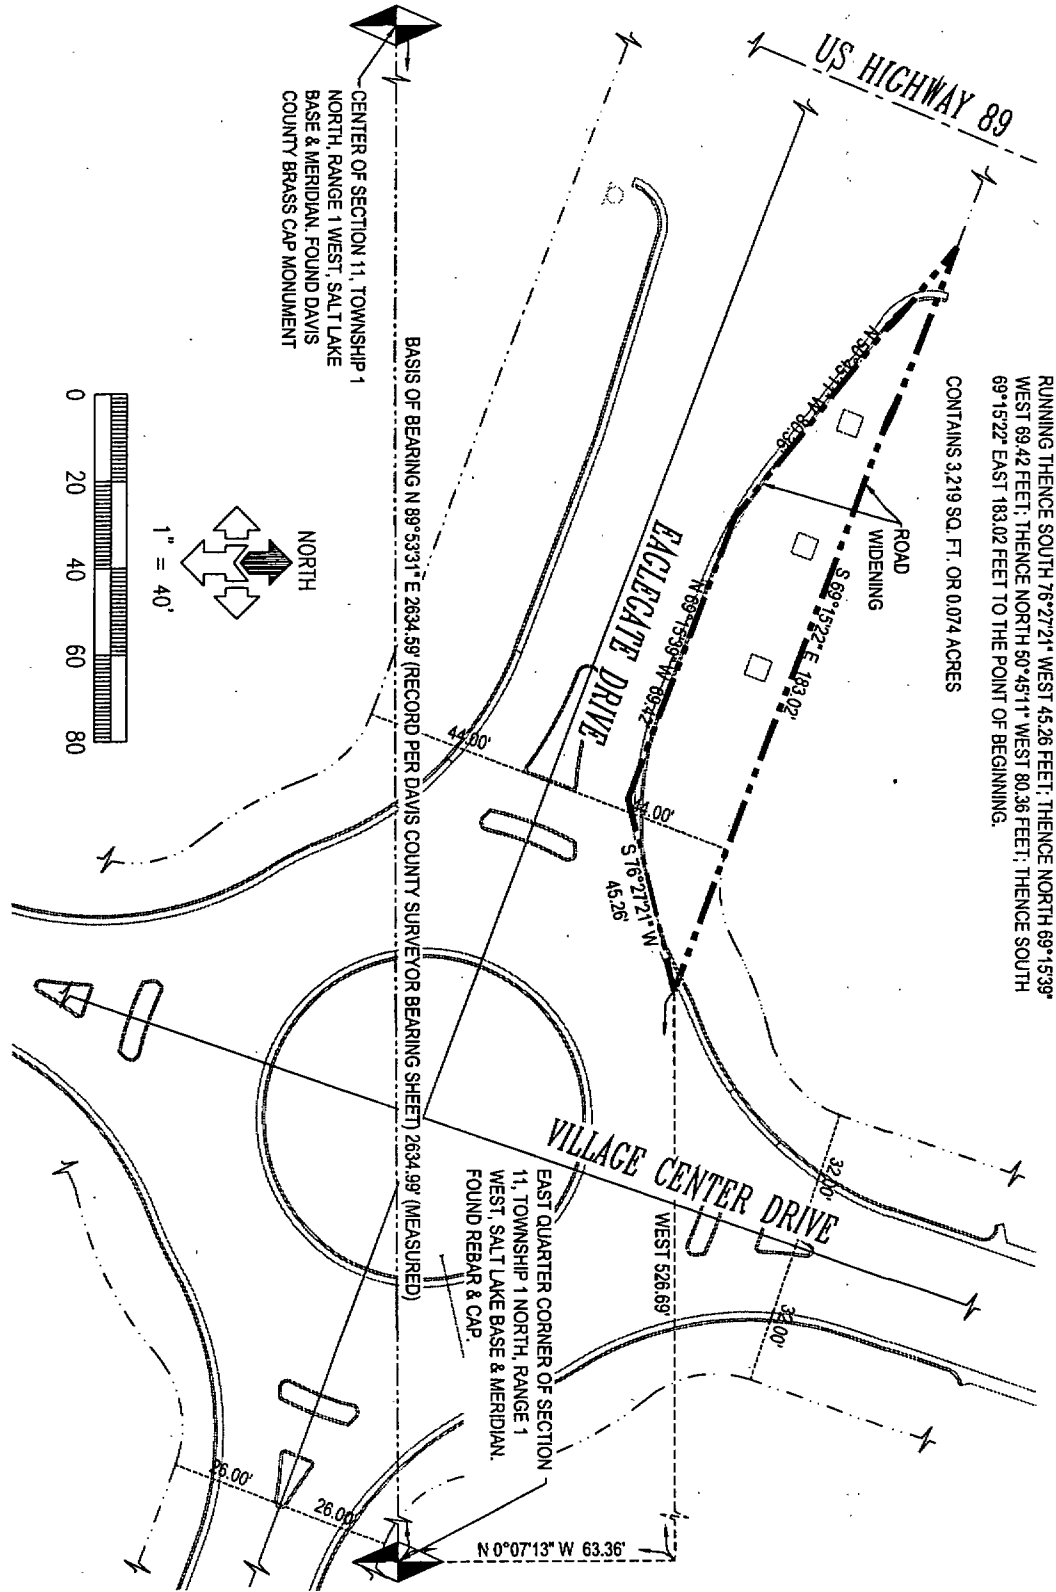 RUNNING THENCE SOUTH 76°27'21" WEST 45.26 FEET; THENCE NORTH 69°15'39"
WEST 69.42 FEET; THENCE NORTH 50°45'11" WEST 80.36 FEET; THENCE SOUTH
69°15'22" EAST 183.02 FEET TO THE POINT OF BEGINNING.
CONTAINS 3,219 SQ. FT. OR 0.074 ACRES
US HIGHWAY 89
ROAD
WIDENING
S 69°15'22" E 183.02'
N 50°45'11" W 80.36
N 69°15'39" W 69.42
S 76°27'21" W
45.26'
EAGLEGATE DRIVE
44.00'
44.00'
VILLAGE CENTER DRIVE
32.00'
32.00'
WEST 526.69'
EAST QUARTER CORNER OF SECTION
11, TOWNSHIP 1 NORTH, RANGE 1
WEST, SALT LAKE BASE & MERIDIAN.
FOUND REBAR & CAP.
N 0°07'13" W 63.36'
BASIS OF BEARING N 89°53'31" E 2634.59' (RECORD PER DAVIS COUNTY SURVEYOR BEARING SHEET) 2634.99' (MEASURED)
CENTER OF SECTION 11, TOWNSHIP 1
NORTH, RANGE 1 WEST, SALT LAKE
BASE & MERIDIAN. FOUND DAVIS
COUNTY BRASS CAP MONUMENT
NORTH
1" = 40'
0 20 40 60 80
26.00'
26.00